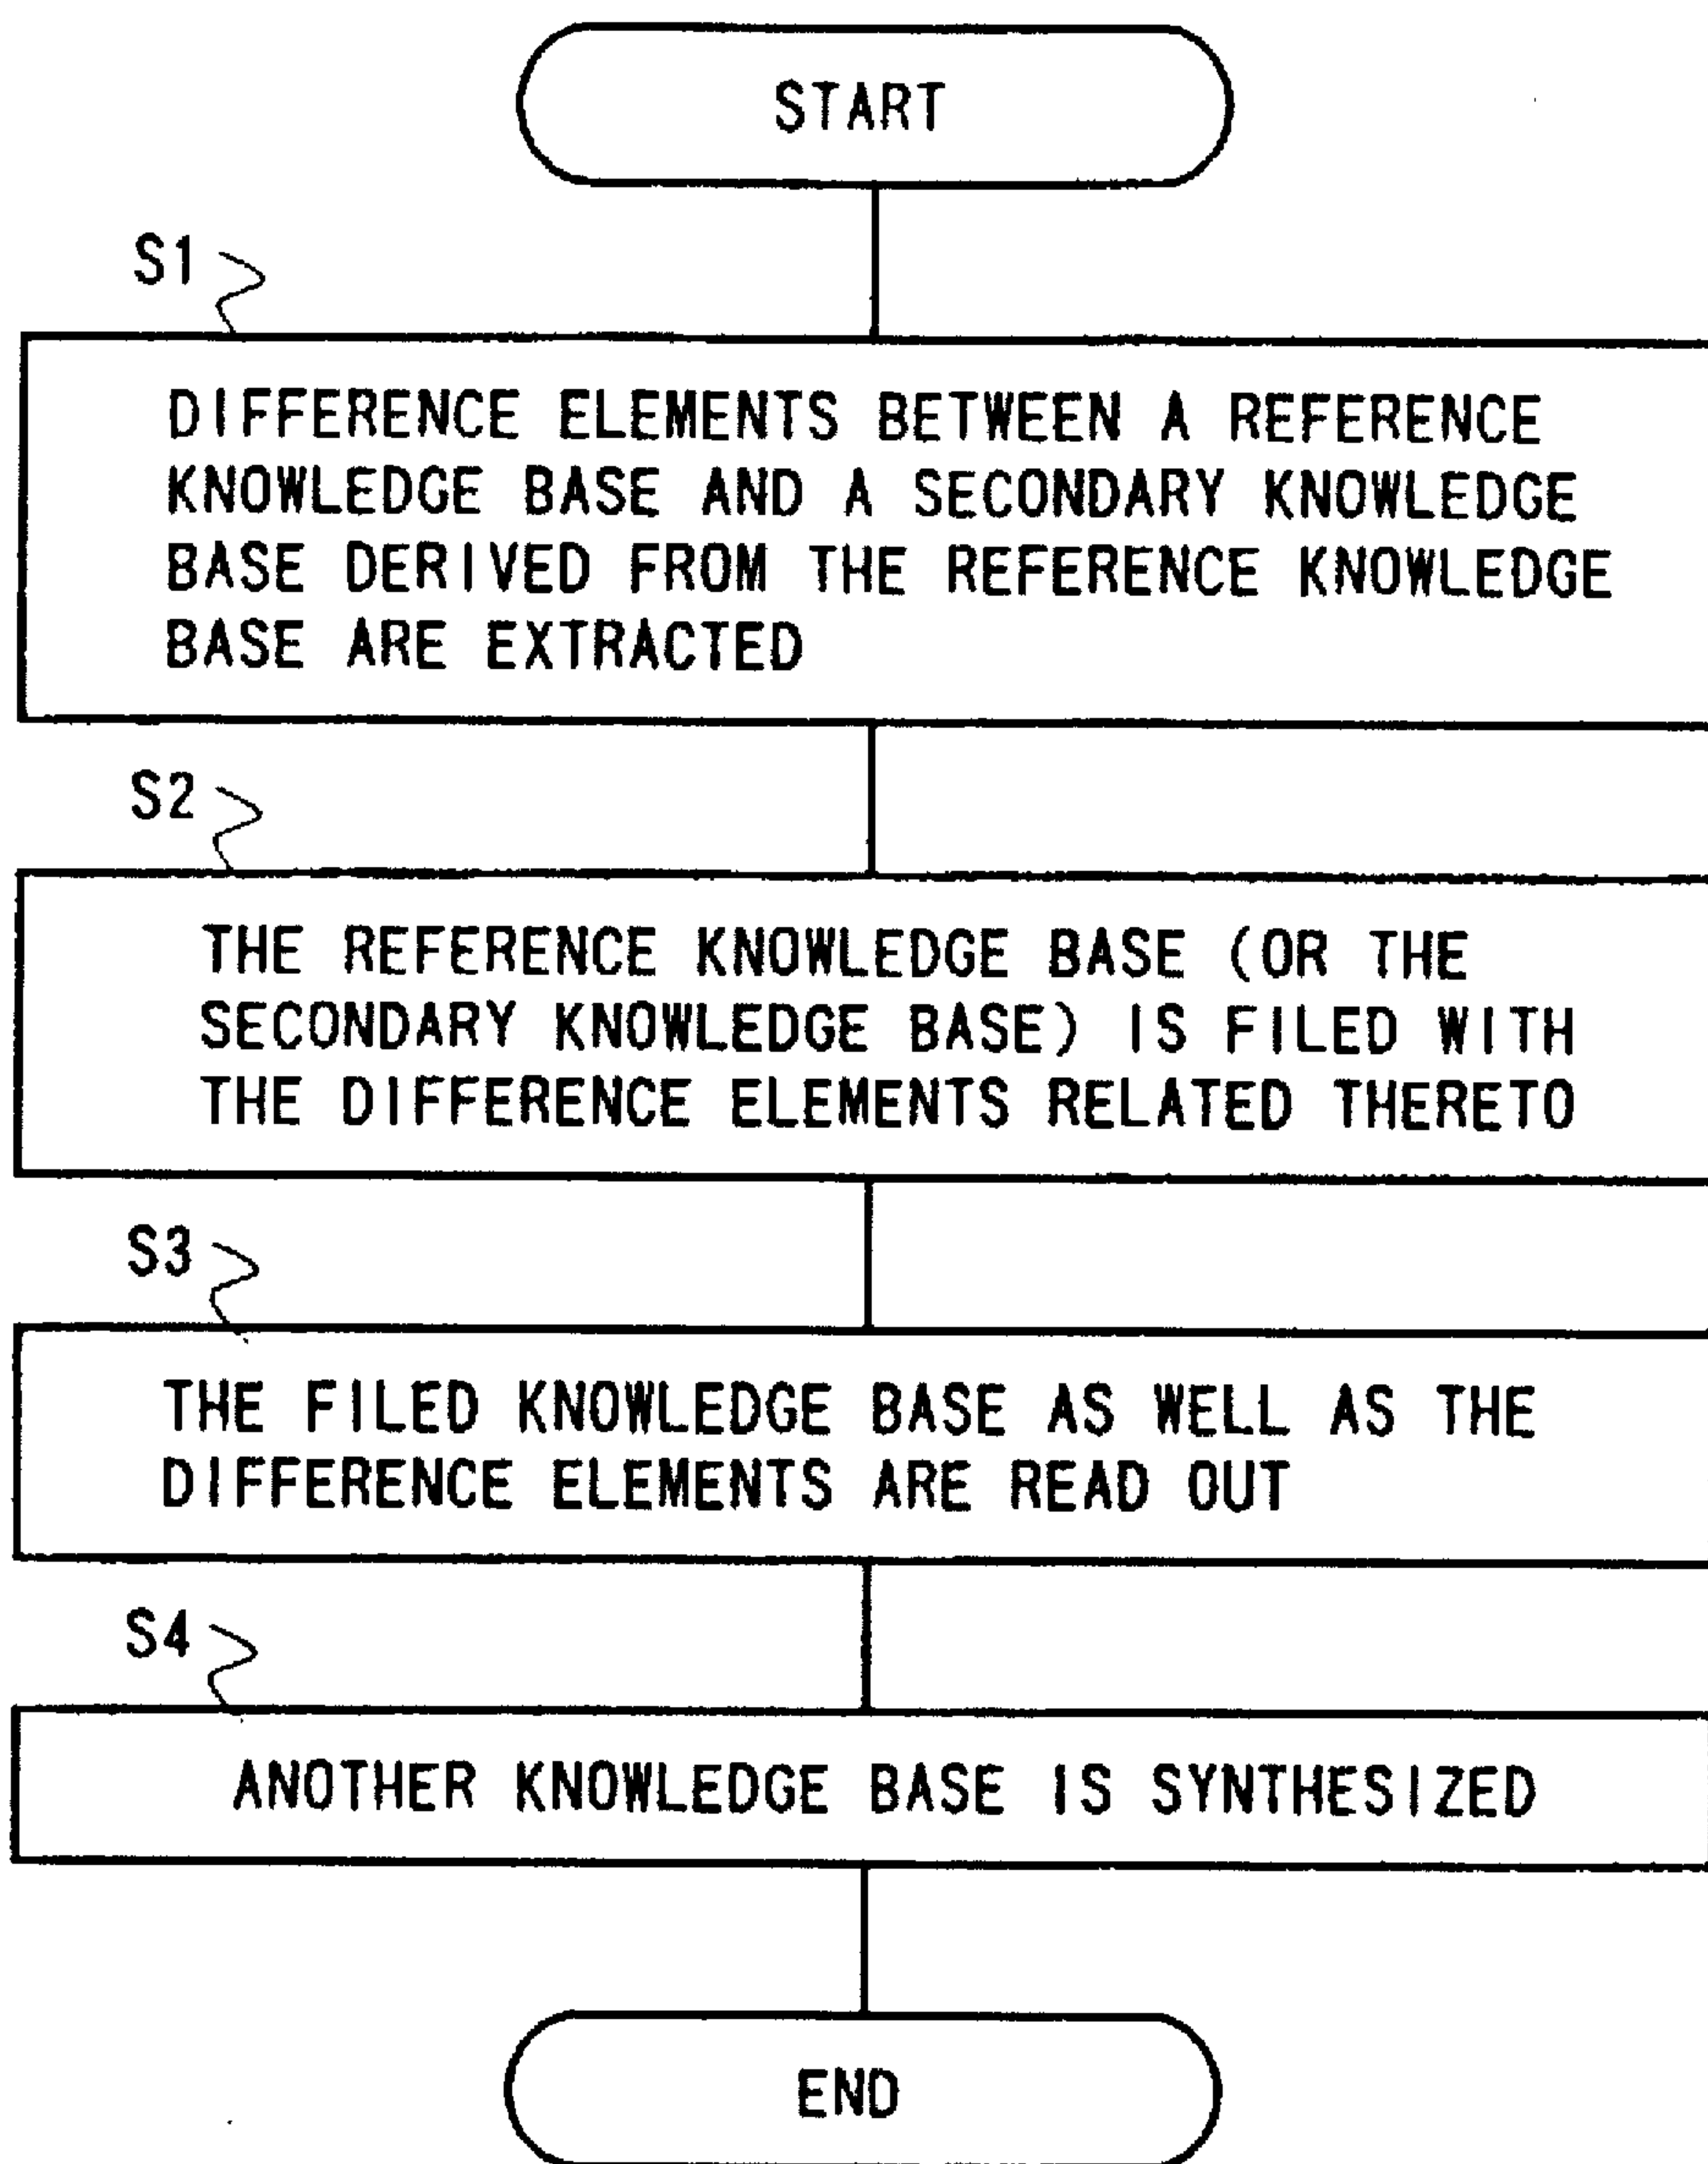 START
S1
DIFFERENCE ELEMENTS BETWEEN A REFERENCE
KNOWLEDGE BASE AND A SECONDARY KNOWLEDGE
BASE DERIVED FROM THE REFERENCE KNOWLEDGE
BASE ARE EXTRACTED
S2
THE REFERENCE KNOWLEDGE BASE (OR THE
SECONDARY KNOWLEDGE BASE) IS FILED WITH
THE DIFFERENCE ELEMENTS RELATED THERETO
S3
THE FILED KNOWLEDGE BASE AS WELL AS THE
DIFFERENCE ELEMENTS ARE READ OUT
S4
ANOTHER KNOWLEDGE BASE IS SYNTHESIZED
END